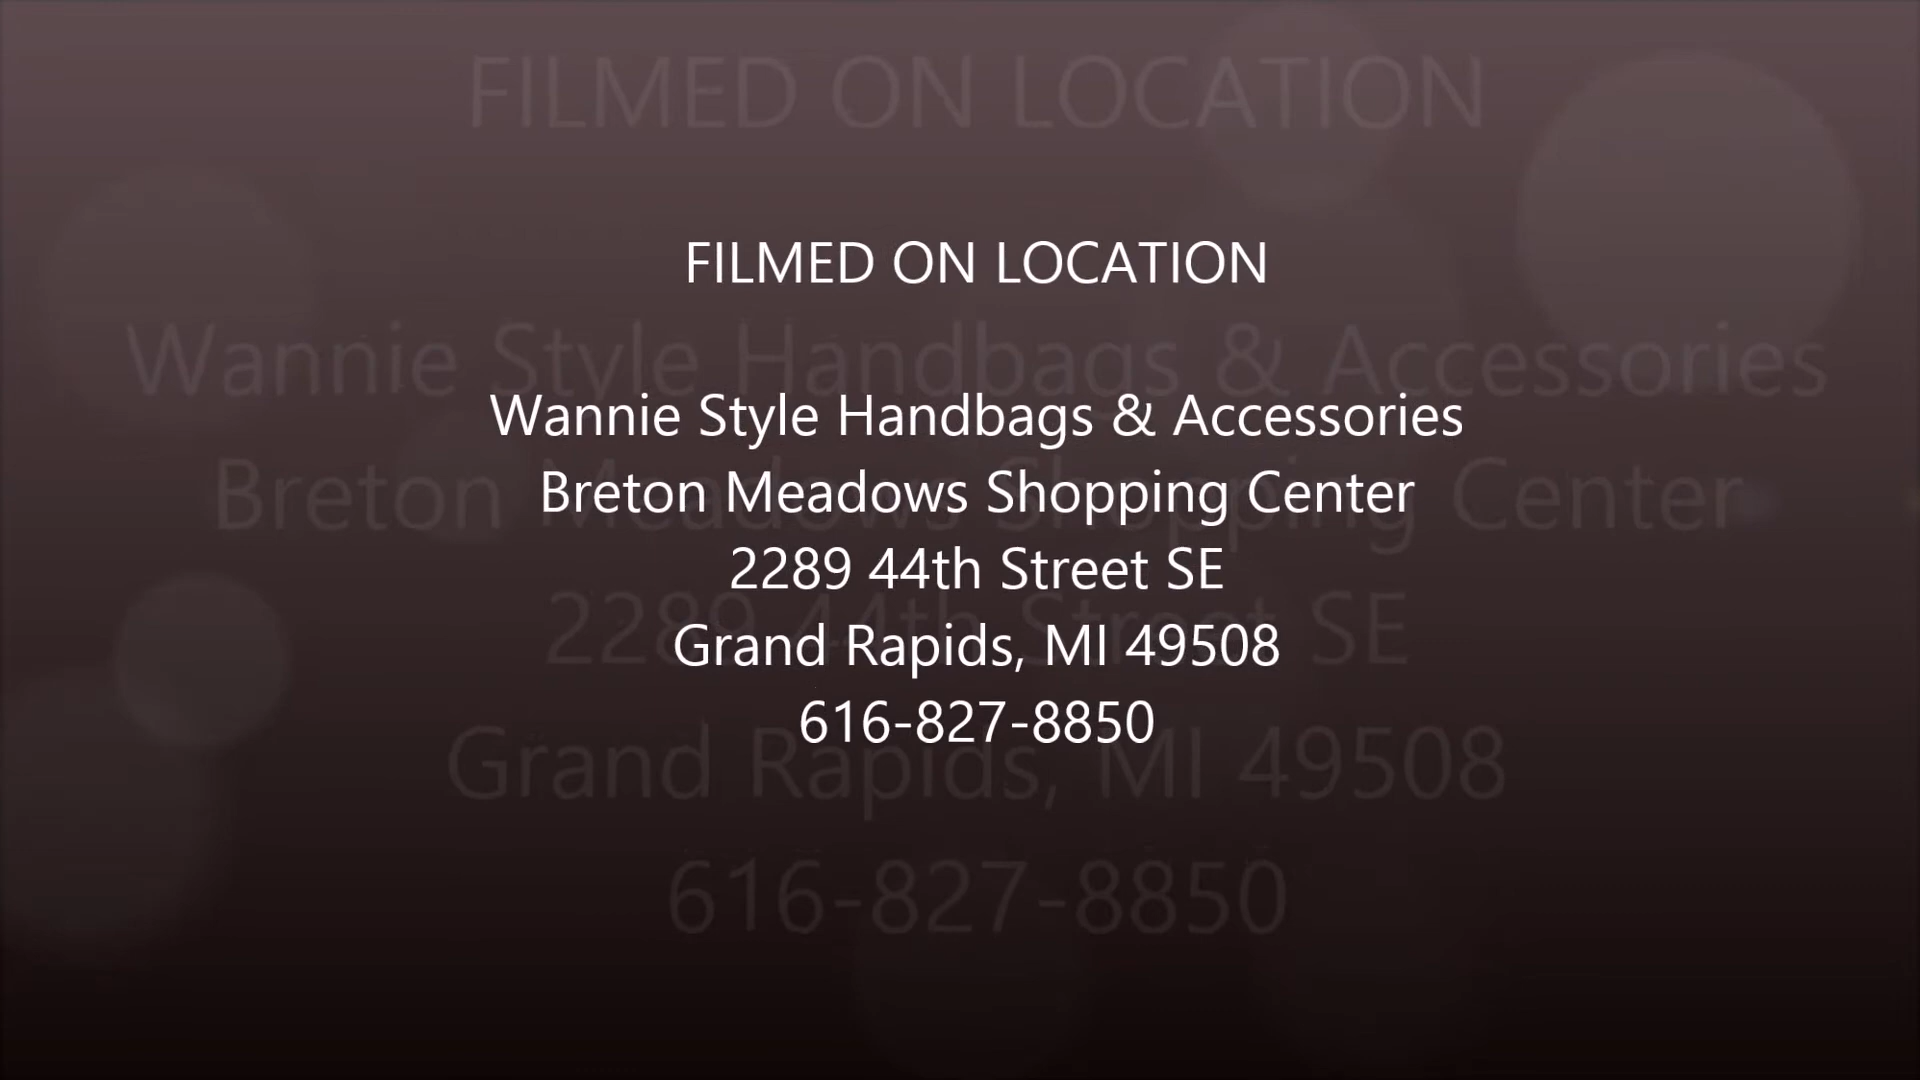 FILMED ON LOCATION
Wannie Style Handbags & Accessories
Breton Meadows Shopping Center
2289 44th Street SE
Grand Rapids, MI 49508
616-827-8850